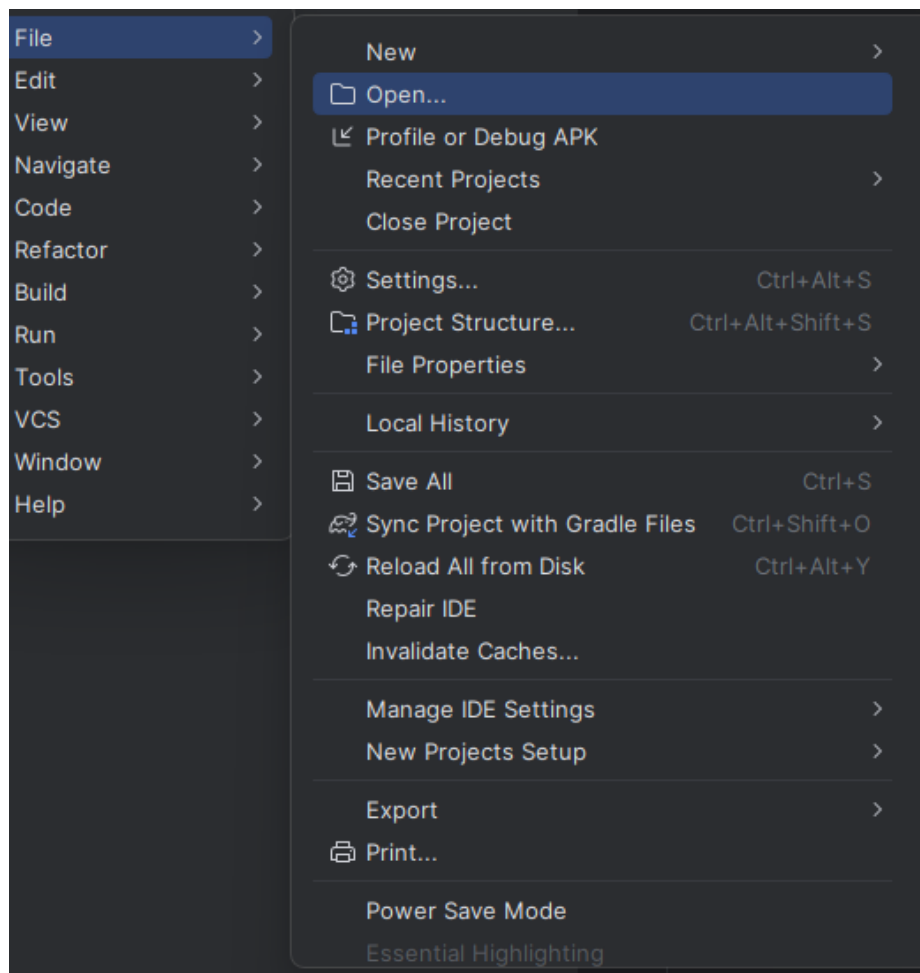 File
Edit
View
Navigate
Code
Refactor
Build
Run
Tools
VCS
Window
Help
New
Open...
Profile or Debug APK
Recent Projects
Close Project
Settings... Ctrl+Alt+S
Project Structure... Ctrl+Alt+Shift+S
File Properties
Local History
Save All Ctrl+S
Sync Project with Gradle Files Ctrl+Shift+O
Reload All from Disk Ctrl+Alt+Y
Repair IDE
Invalidate Caches...
Manage IDE Settings
New Projects Setup
Export
Print...
Power Save Mode
Essential Highlighting